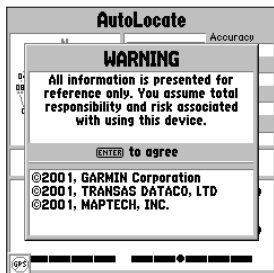 AutoLocate
Accuracy
WARNING
All information is presented for
reference only. You assume total
responsibility and risk associated
with using this device.
ENTER to agree
©2001, GARMIN Corporation
©2001, TRANSAS DATACO, LTD
©2001, MAPTECH, INC.
GPS